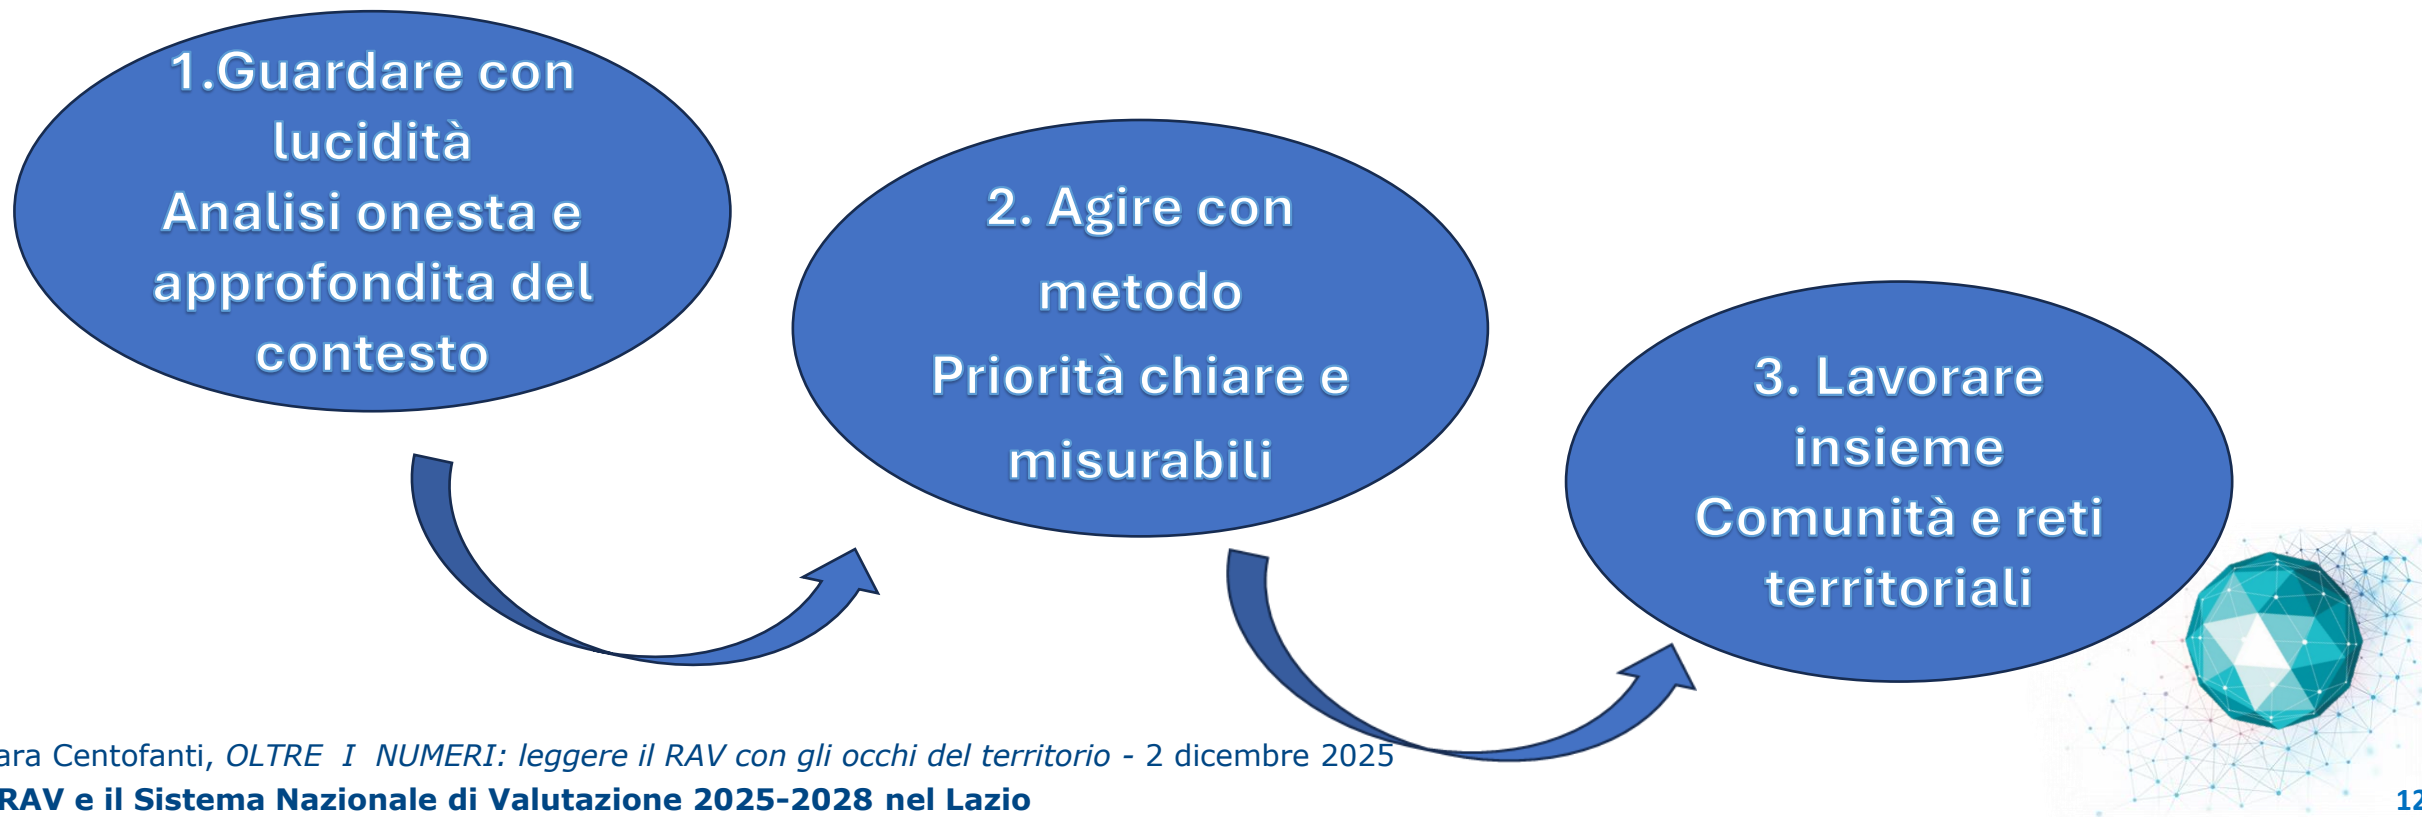 1.Guardare con
lucidità
Analisi onesta e
approfondita del
contesto
2. Agire con
metodo
Priorità chiare e
misurabili
3. Lavorare
insieme
Comunità e reti
territoriali
ara Centofanti, OLTRE I NUMERI: leggere il RAV con gli occhi del territorio - 2 dicembre 2025
RAV e il Sistema Nazionale di Valutazione 2025-2028 nel Lazio
12